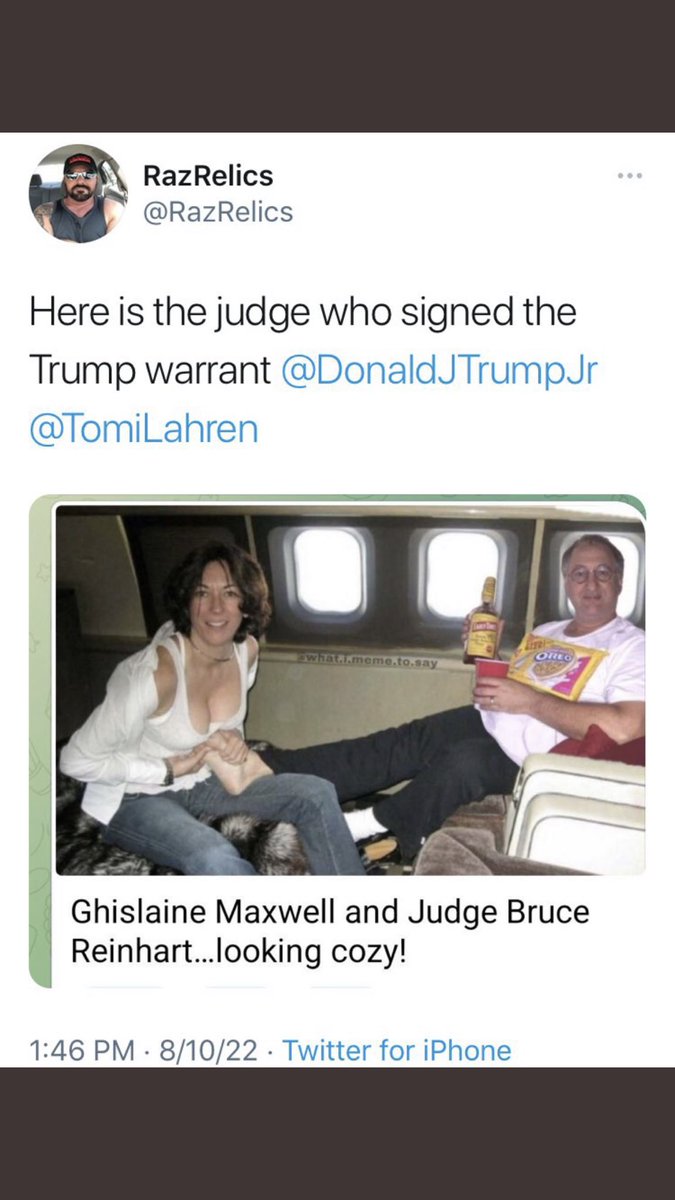 RazRelics
@RazRelics
Here is the judge who signed the
Trump warrant @DonaldJTrumpJr
@TomiLahren
@what.i.meme.to.say
OREO
Ghislaine Maxwell and Judge Bruce
Reinhart...looking cozy!
1:46 PM · 8/10/22 · Twitter for iPhone